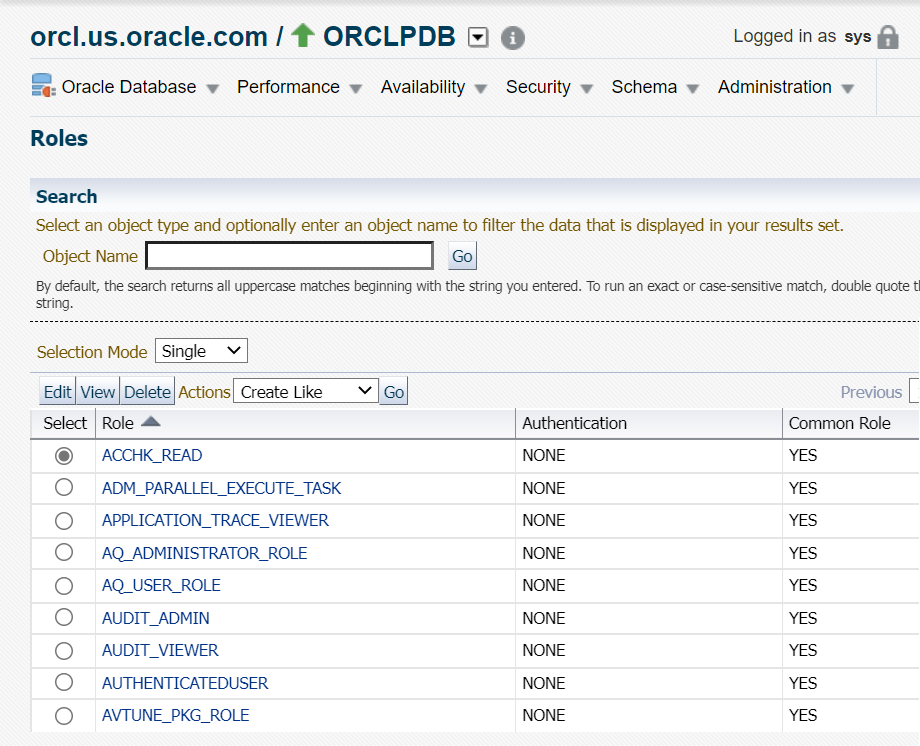 orcl.us.oracle.com / ORCLPDB
Logged in as sys
Oracle Database Performance Availability Security Schema Administration
Roles
Search
Select an object type and optionally enter an object name to filter the data that is displayed in your results set.
Object Name Go
By default, the search returns all uppercase matches beginning with the string you entered. To run an exact or case-sensitive match, double quote
string.
Selection Mode Single
Edit View Delete Actions Create Like Go Previous
Select Role Authentication Common Role
ACCHK_READ NONE YES
ADM_PARALLEL_EXECUTE_TASK NONE YES
APPLICATION_TRACE_VIEWER NONE YES
AQ_ADMINISTRATOR_ROLE NONE YES
AQ_USER_ROLE NONE YES
AUDIT_ADMIN NONE YES
AUDIT_VIEWER NONE YES
AUTHENTICATEDUSER NONE YES
AVTUNE_PKG_ROLE NONE YES